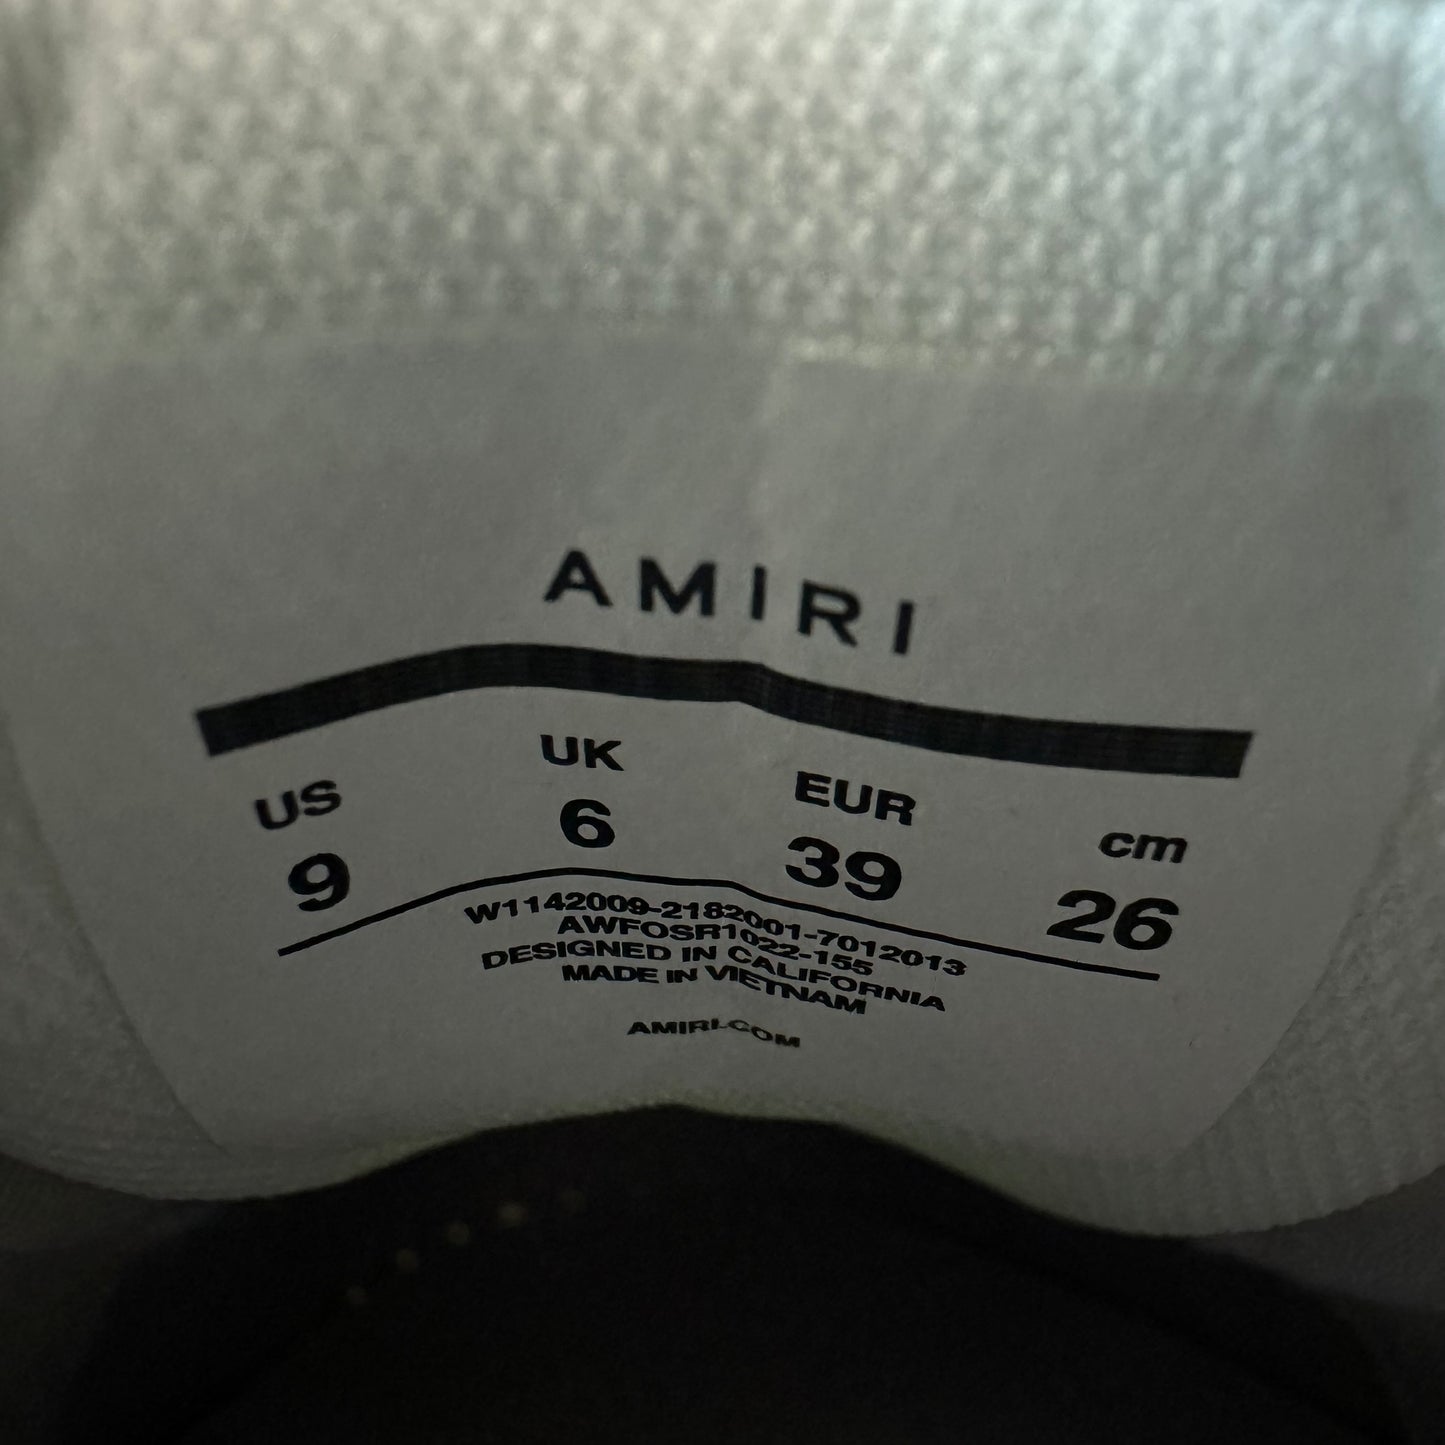 AMIRI
US UK EUR cm
9 6 39 26
W1142009-2182001-7012013
AWFOSR1022-155
DESIGNED IN CALIFORNIA
MADE IN VIETNAM
AMIRI.COM